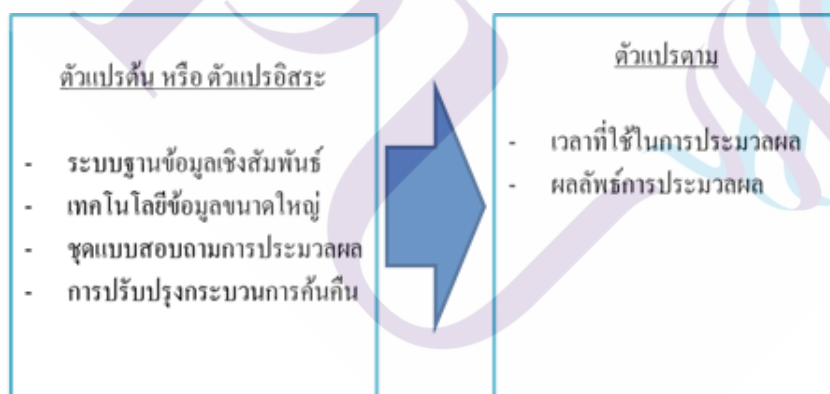 ตัวแปรต้น หรือ ตัวแปรอิสระ
- ระบบฐานข้อมูลเชิงสัมพันธ์
- เทคโนโลยีข้อมูลขนาดใหญ่
- ชุดแบบสอบถามการประมวลผล
- การปรับปรุงกระบวนการค้นคืน
ตัวแปรตาม
- เวลาที่ใช้ในการประมวลผล
- ผลลัพธ์การประมวลผล